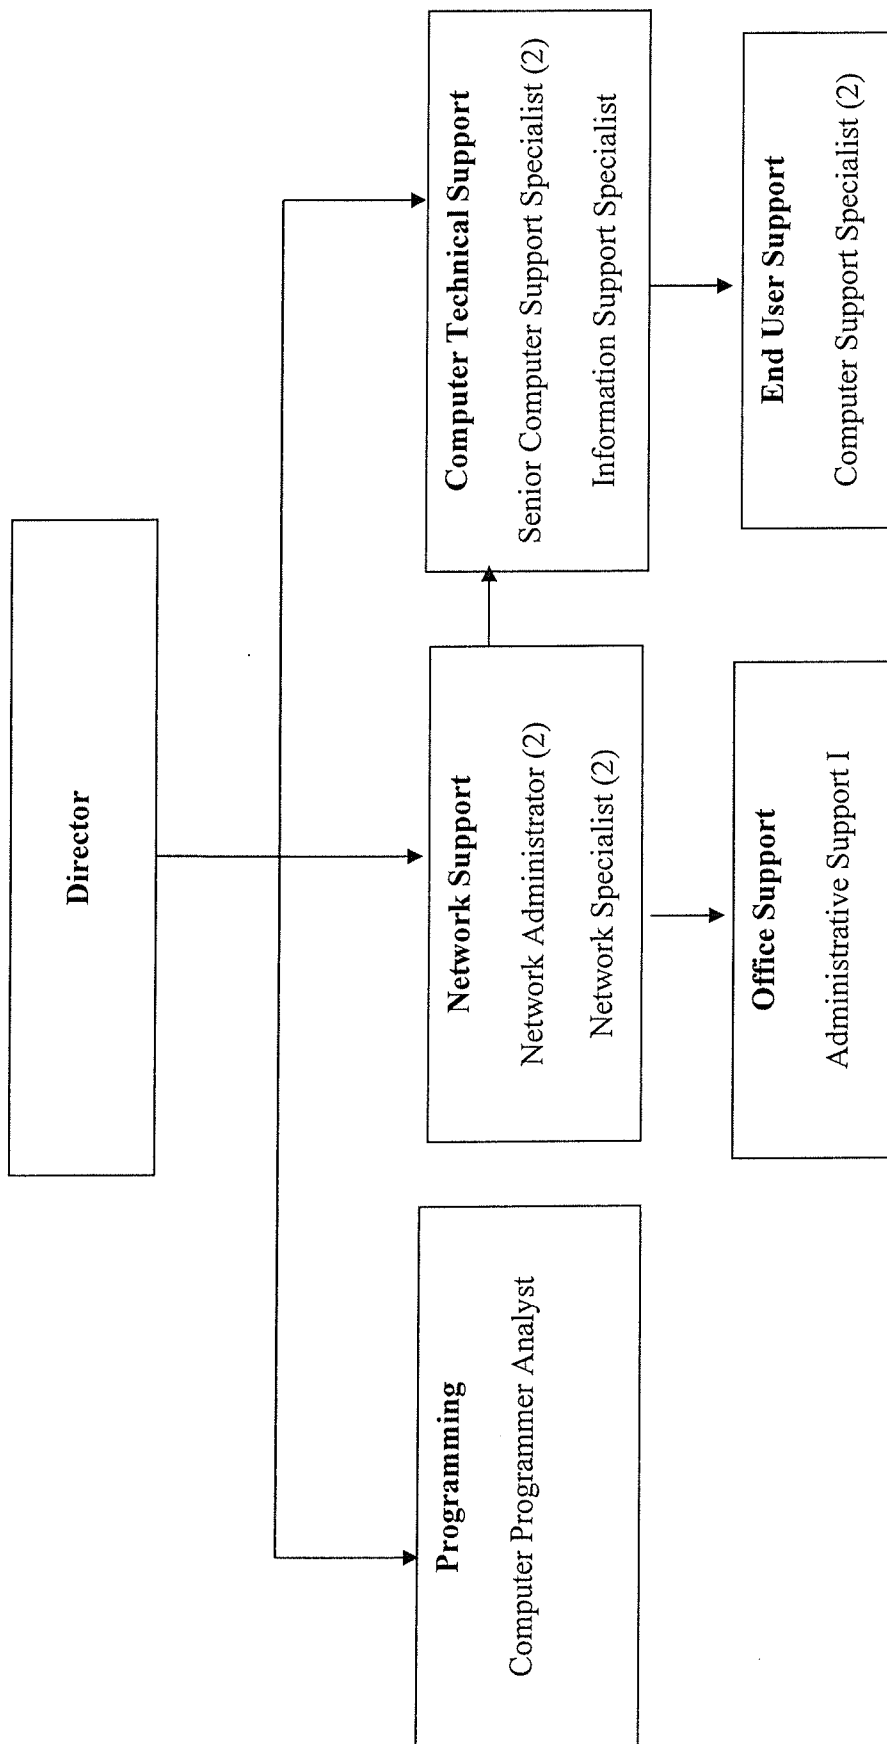 Director
Programming
Computer Programmer Analyst
Network Support
Network Administrator (2)
Network Specialist (2)
Computer Technical Support
Senior Computer Support Specialist (2)
Information Support Specialist
Office Support
Administrative Support I
End User Support
Computer Support Specialist (2)